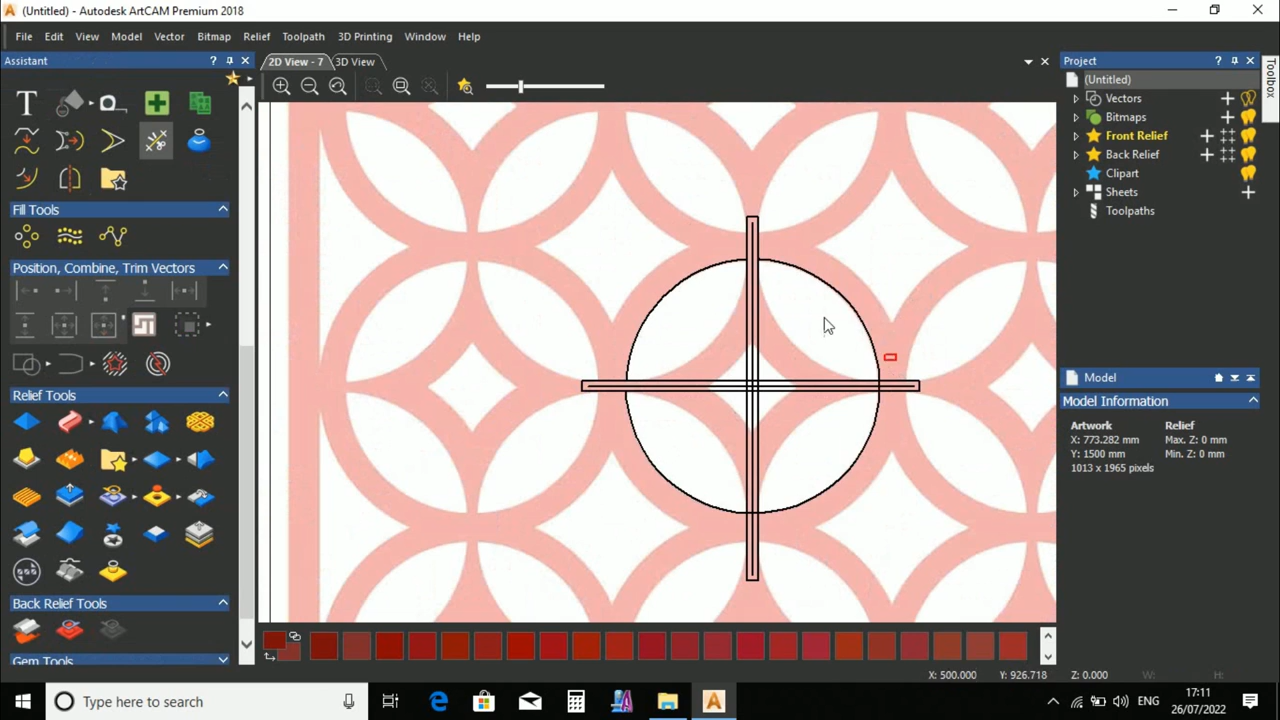 (Untitled) - Autodesk ArtCAM Premium 2018
File Edit View Model Vector Bitmap Relief Toolpath 3D Printing Window Help
Assistant
2D View - 7 3D View
Project
Toolbox
(Untitled)
Vectors
Bitmaps
Front Relief
Back Relief
Clipart
Sheets
Toolpaths
Fill Tools
Position, Combine, Trim Vectors
Relief Tools
Back Relief Tools
Gem Tools
Model
Model Information
Artwork Relief
X: 773.282 mm Max. Z: 0 mm
Y: 1500 mm Min. Z: 0 mm
1013 x 1965 pixels
X: 500.000 Y: 926.718 Z: 0.000 W: H:
Type here to search
ENG
17:11
26/07/2022